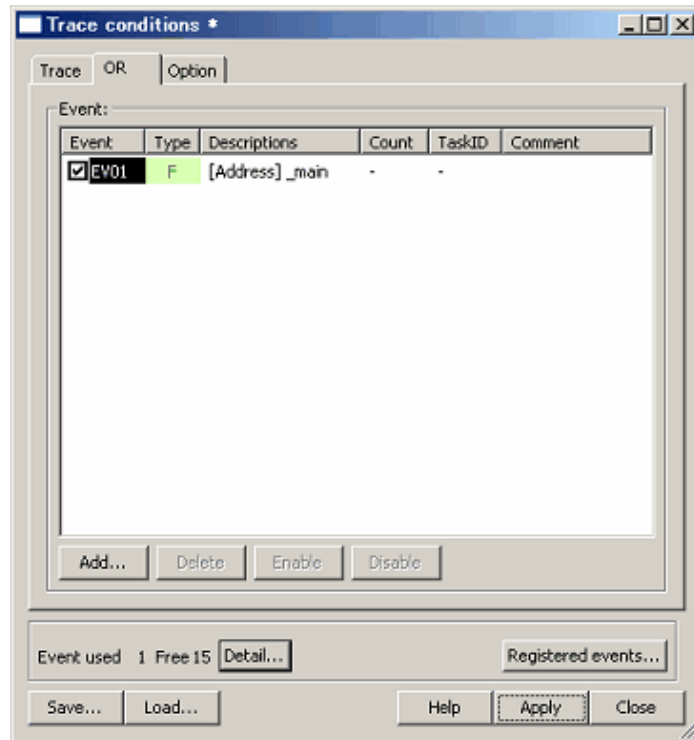 Trace conditions *
Trace OR Option
Event:
Event Type Descriptions Count TaskID Comment
EV01 F [Address] _main - -
Add... Delete Enable Disable
Event used 1 Free 15 Detail... Registered events...
Save... Load... Help Apply Close